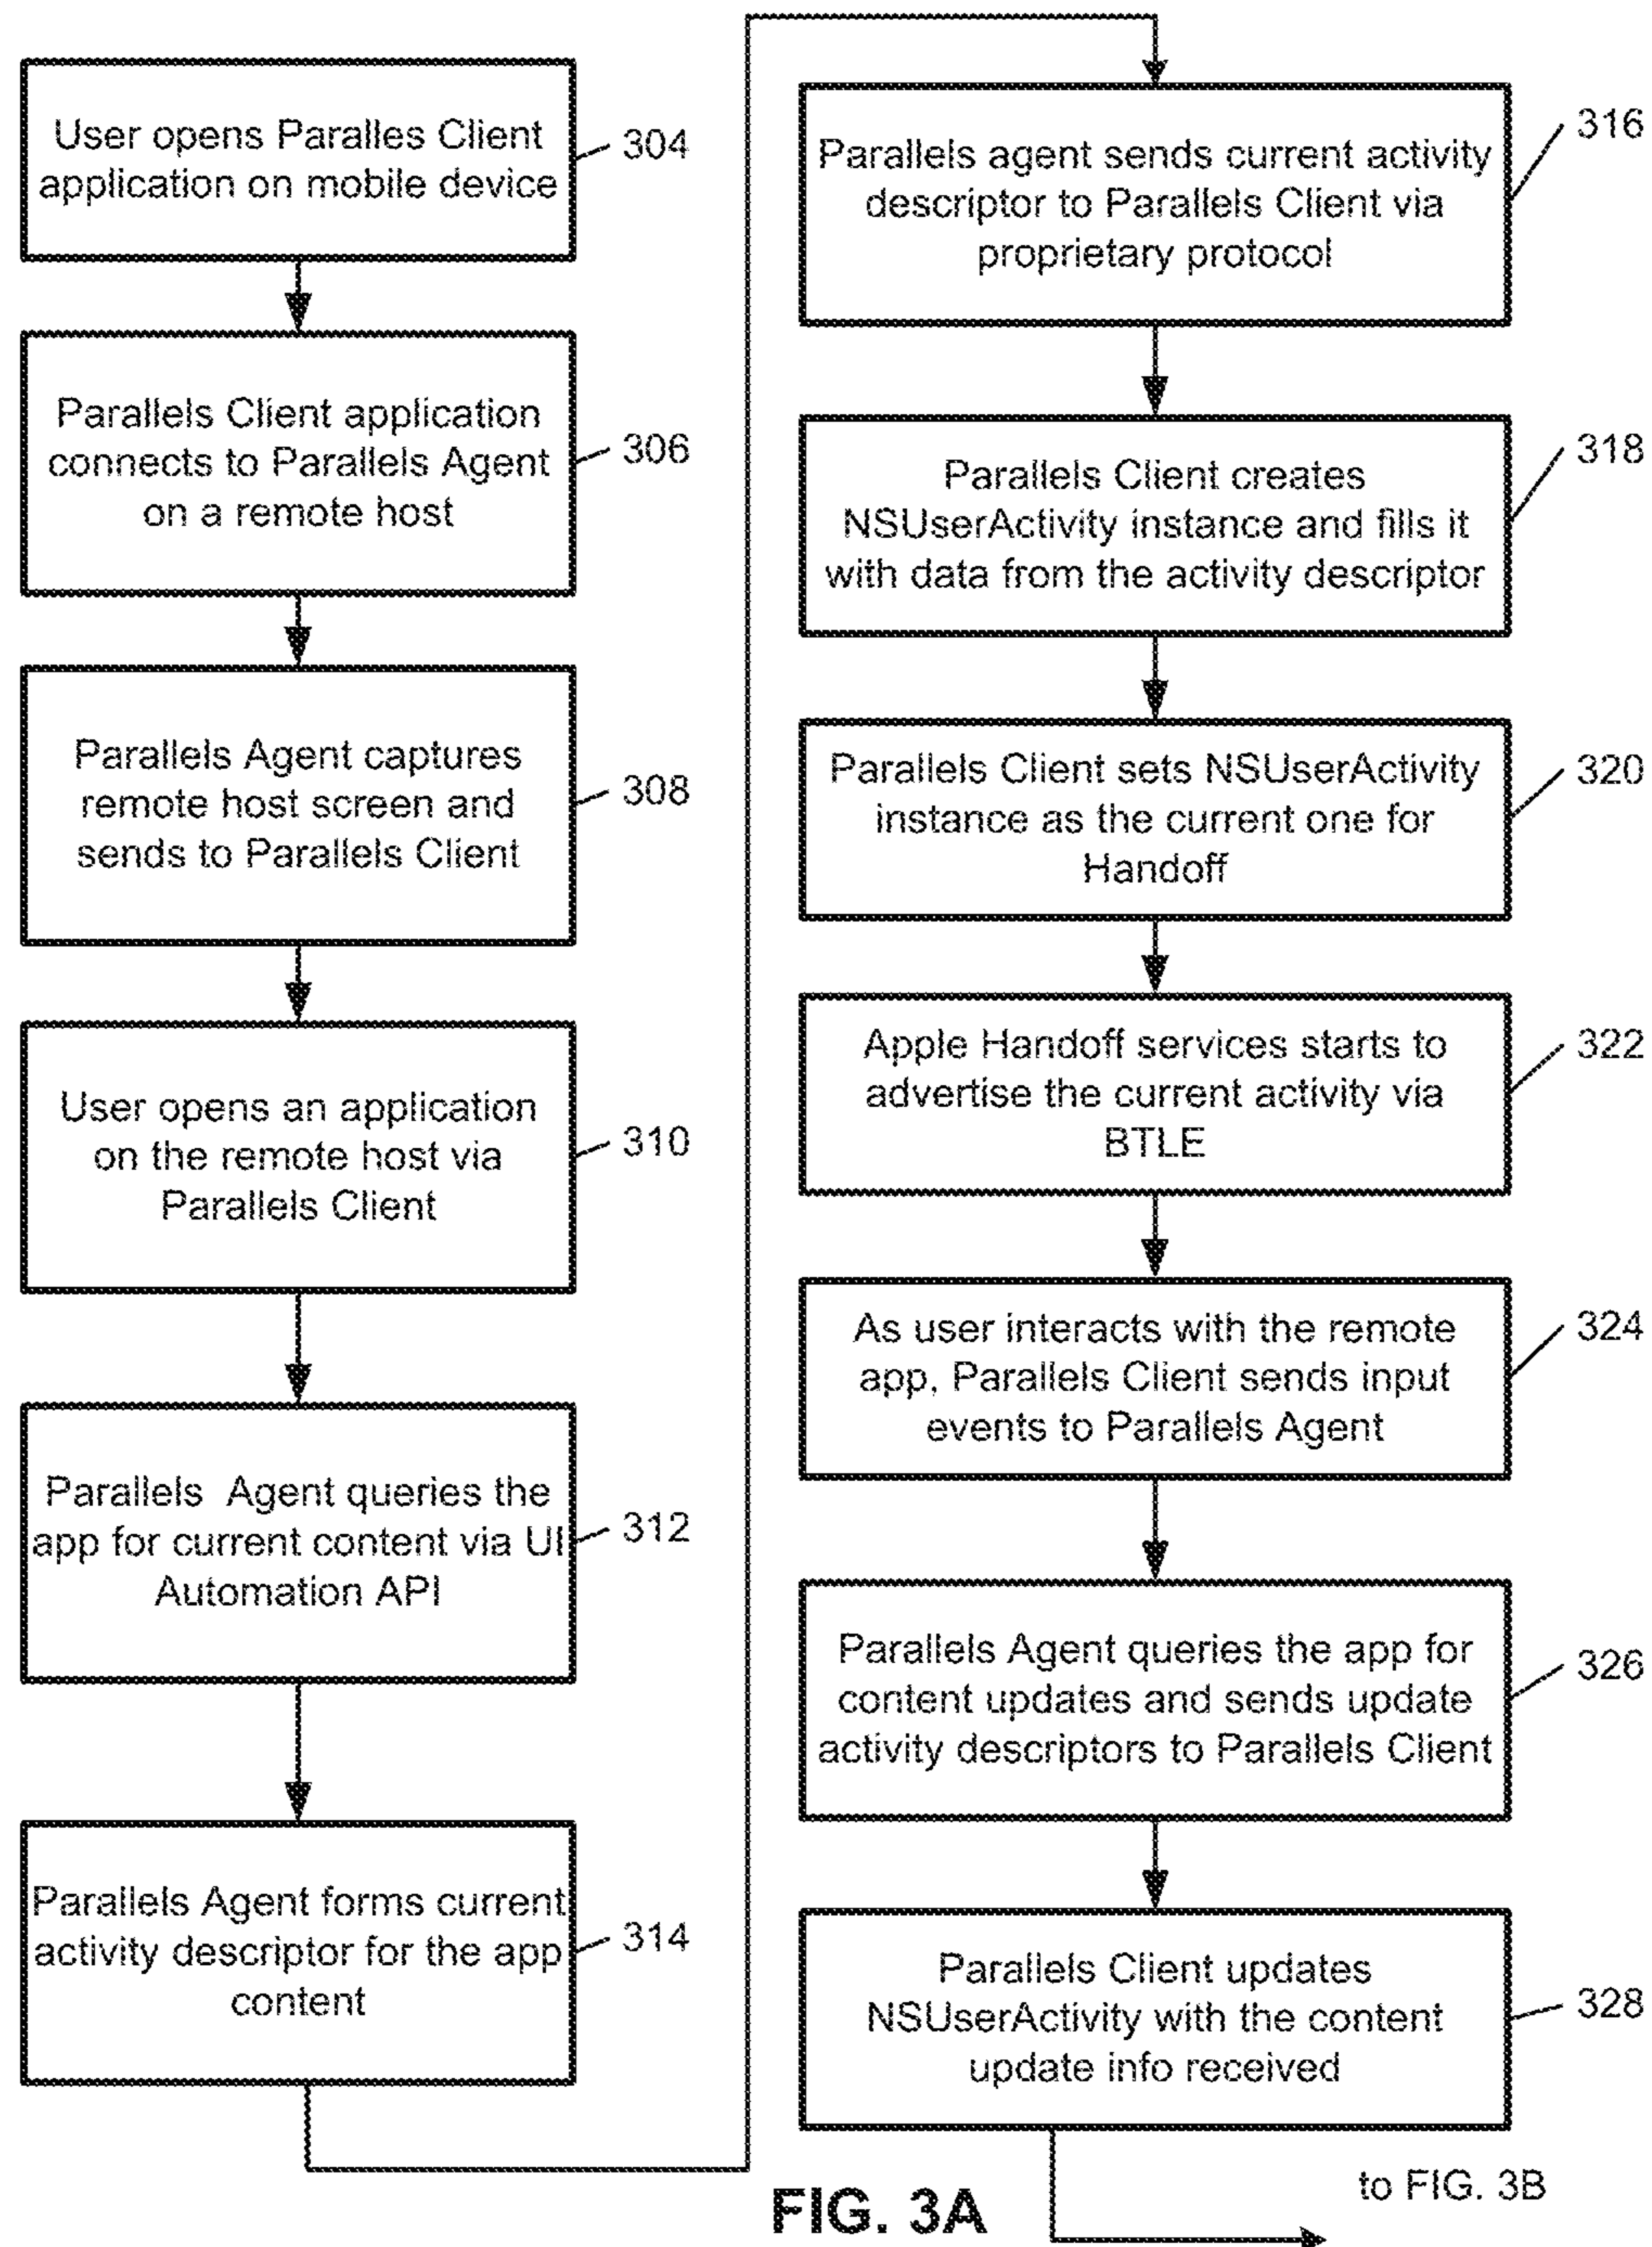 User opens Paralles Client
application on mobile device
304
Parallels Client application
connects to Parallels Agent
on a remote host
306
Parallels Agent captures
remote host screen and
sends to Parallels Client
308
User opens an application
on the remote host via
Parallels Client
310
Parallels Agent queries the
app for current content via UI
Automation API
312
Parallels Agent forms current
activity descriptor for the app
content
314
Parallels agent sends current activity
descriptor to Parallels Client via
proprietary protocol
316
Parallels Client creates
NSUserActivity instance and fills it
with data from the activity descriptor
318
Parallels Client sets NSUserActivity
instance as the current one for
Handoff
320
Apple Handoff services starts to
advertise the current activity via
BTLE
322
As user interacts with the remote
app, Parallels Client sends input
events to Parallels Agent
324
Parallels Agent queries the app for
content updates and sends update
activity descriptors to Parallels Client
326
Parallels Client updates
NSUserActivity with the content
update info received
328
to FIG. 3B
FIG. 3A